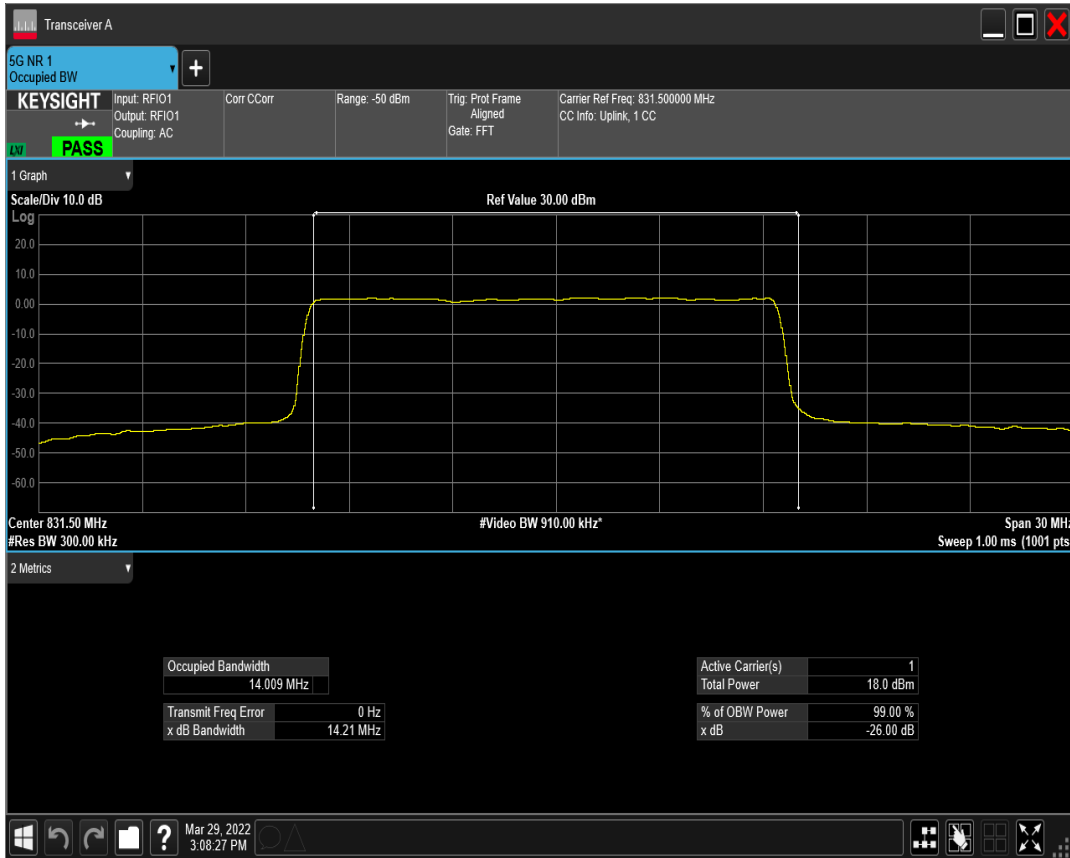 Transceiver A
5G NR 1
Occupied BW
KEYSIGHT
LXI
PASS
Input: RFIO1
Output: RFIO1
Coupling: AC
Corr CCorr
Range: -50 dBm
Trig: Prot Frame
Aligned
Gate: FFT
Carrier Ref Freq: 831.500000 MHz
CC Info: Uplink, 1 CC
1 Graph
Scale/Div 10.0 dB
Ref Value 30.00 dBm
Log
20.0
10.0
0.00
-10.0
-20.0
-30.0
-40.0
-50.0
-60.0
Center 831.50 MHz
#Video BW 910.00 kHz*
Span 30 MHz
#Res BW 300.00 kHz
Sweep 1.00 ms (1001 pts
2 Metrics
Occupied Bandwidth
14.009 MHz
Transmit Freq Error 0 Hz
x dB Bandwidth 14.21 MHz
Active Carrier(s) 1
Total Power 18.0 dBm
% of OBW Power 99.00 %
x dB -26.00 dB
?
Mar 29, 2022
3:08:27 PM